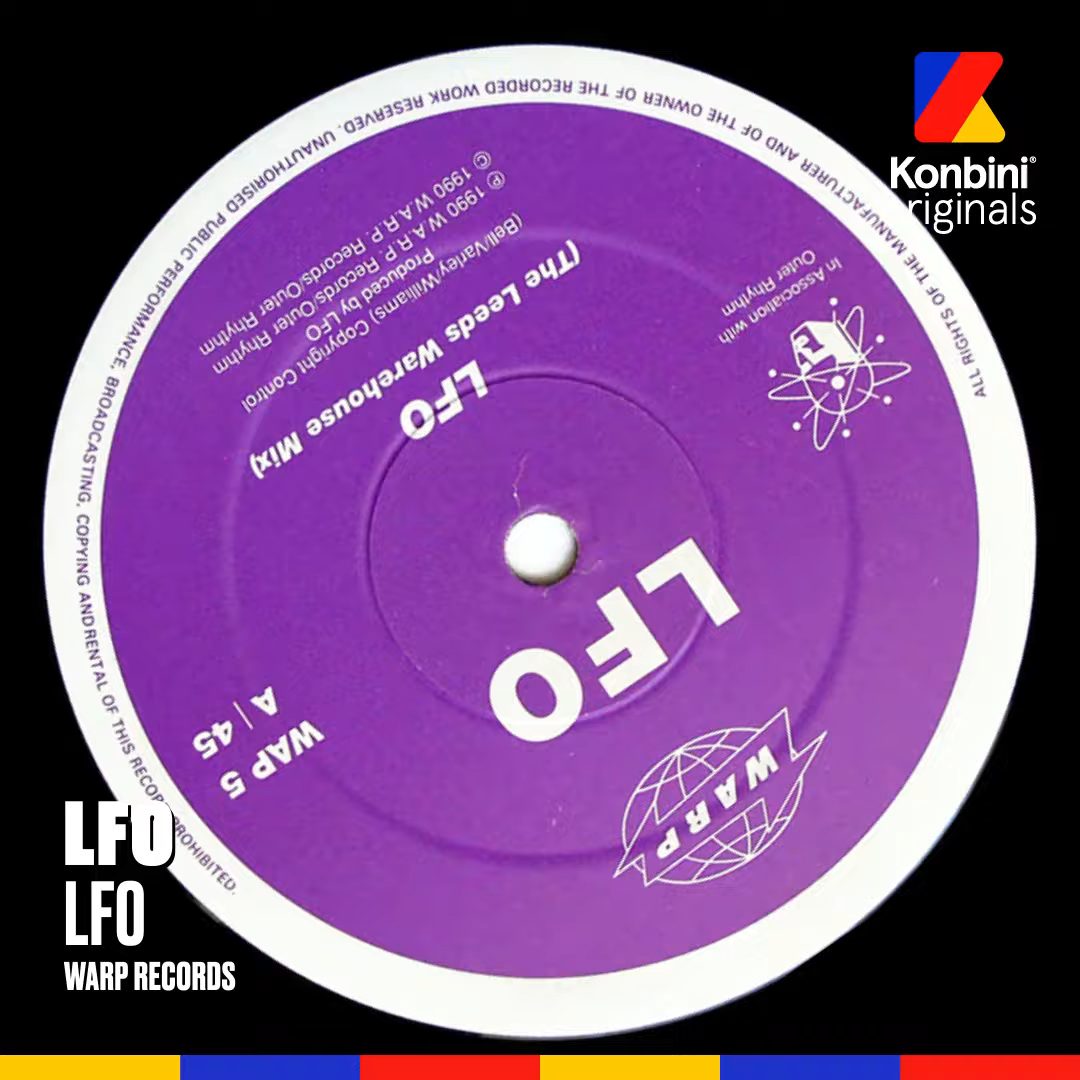 ALL RIGHTS OF THE MANUFACTURER AND OF THE OWNER OF THE RECORDED WORK RESERVED. UNAUTHORISED PUBLIC PERFORMANCE, BROADCASTING, COPYING AND RENTAL OF THIS RECORD PROHIBITED.
WARP
LFO
WAP 5
A | 45
In Association with
Outer Rhythm
LFO
(The Leeds Warehouse Mix)
(Bell/Varley/Williams) Copyright Control
Produced by LFO
℗ 1990 W.A.R.P Records/Outer Rhythm
© 1990 W.A.R.P Records/Outer Rhythm
Konbini®
originals
LFO
LFO
WARP RECORDS